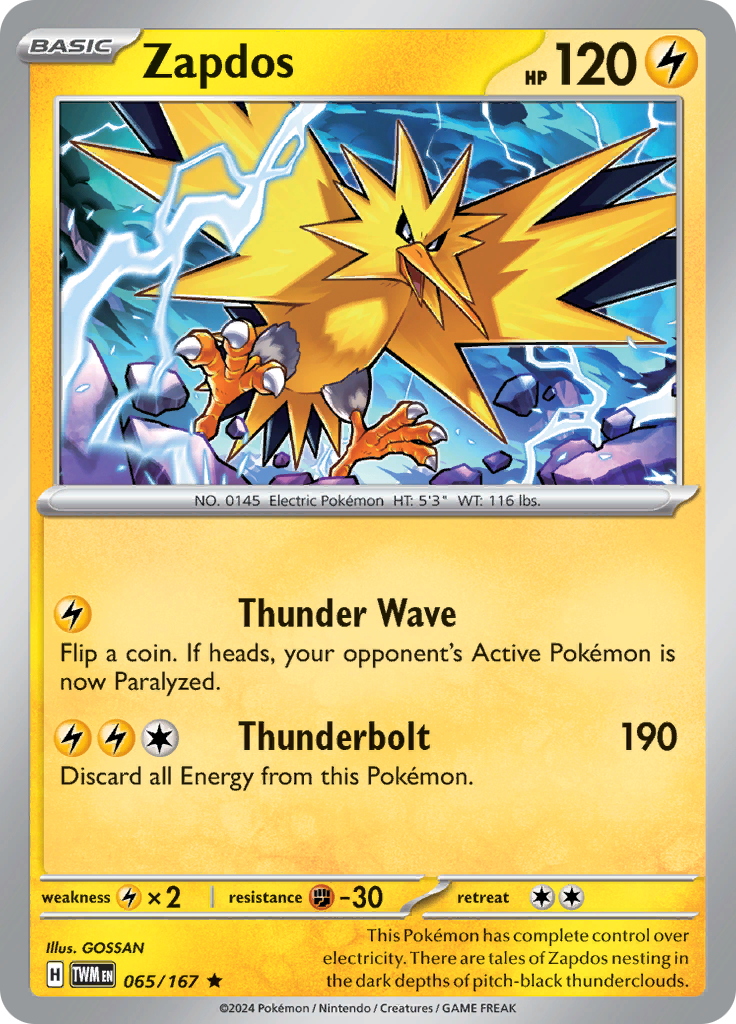 BASIC
Zapdos
HP 120
NO. 0145 Electric Pokémon HT: 5'3" WT: 116 lbs.
Thunder Wave
Flip a coin. If heads, your opponent's Active Pokémon is
now Paralyzed.
Thunderbolt 190
Discard all Energy from this Pokémon.
weakness ×2 resistance -30 retreat
Illus. GOSSAN
H TWM EN 065/167 ★
This Pokémon has complete control over
electricity. There are tales of Zapdos nesting in
the dark depths of pitch-black thunderclouds.
©2024 Pokémon / Nintendo / Creatures / GAME FREAK